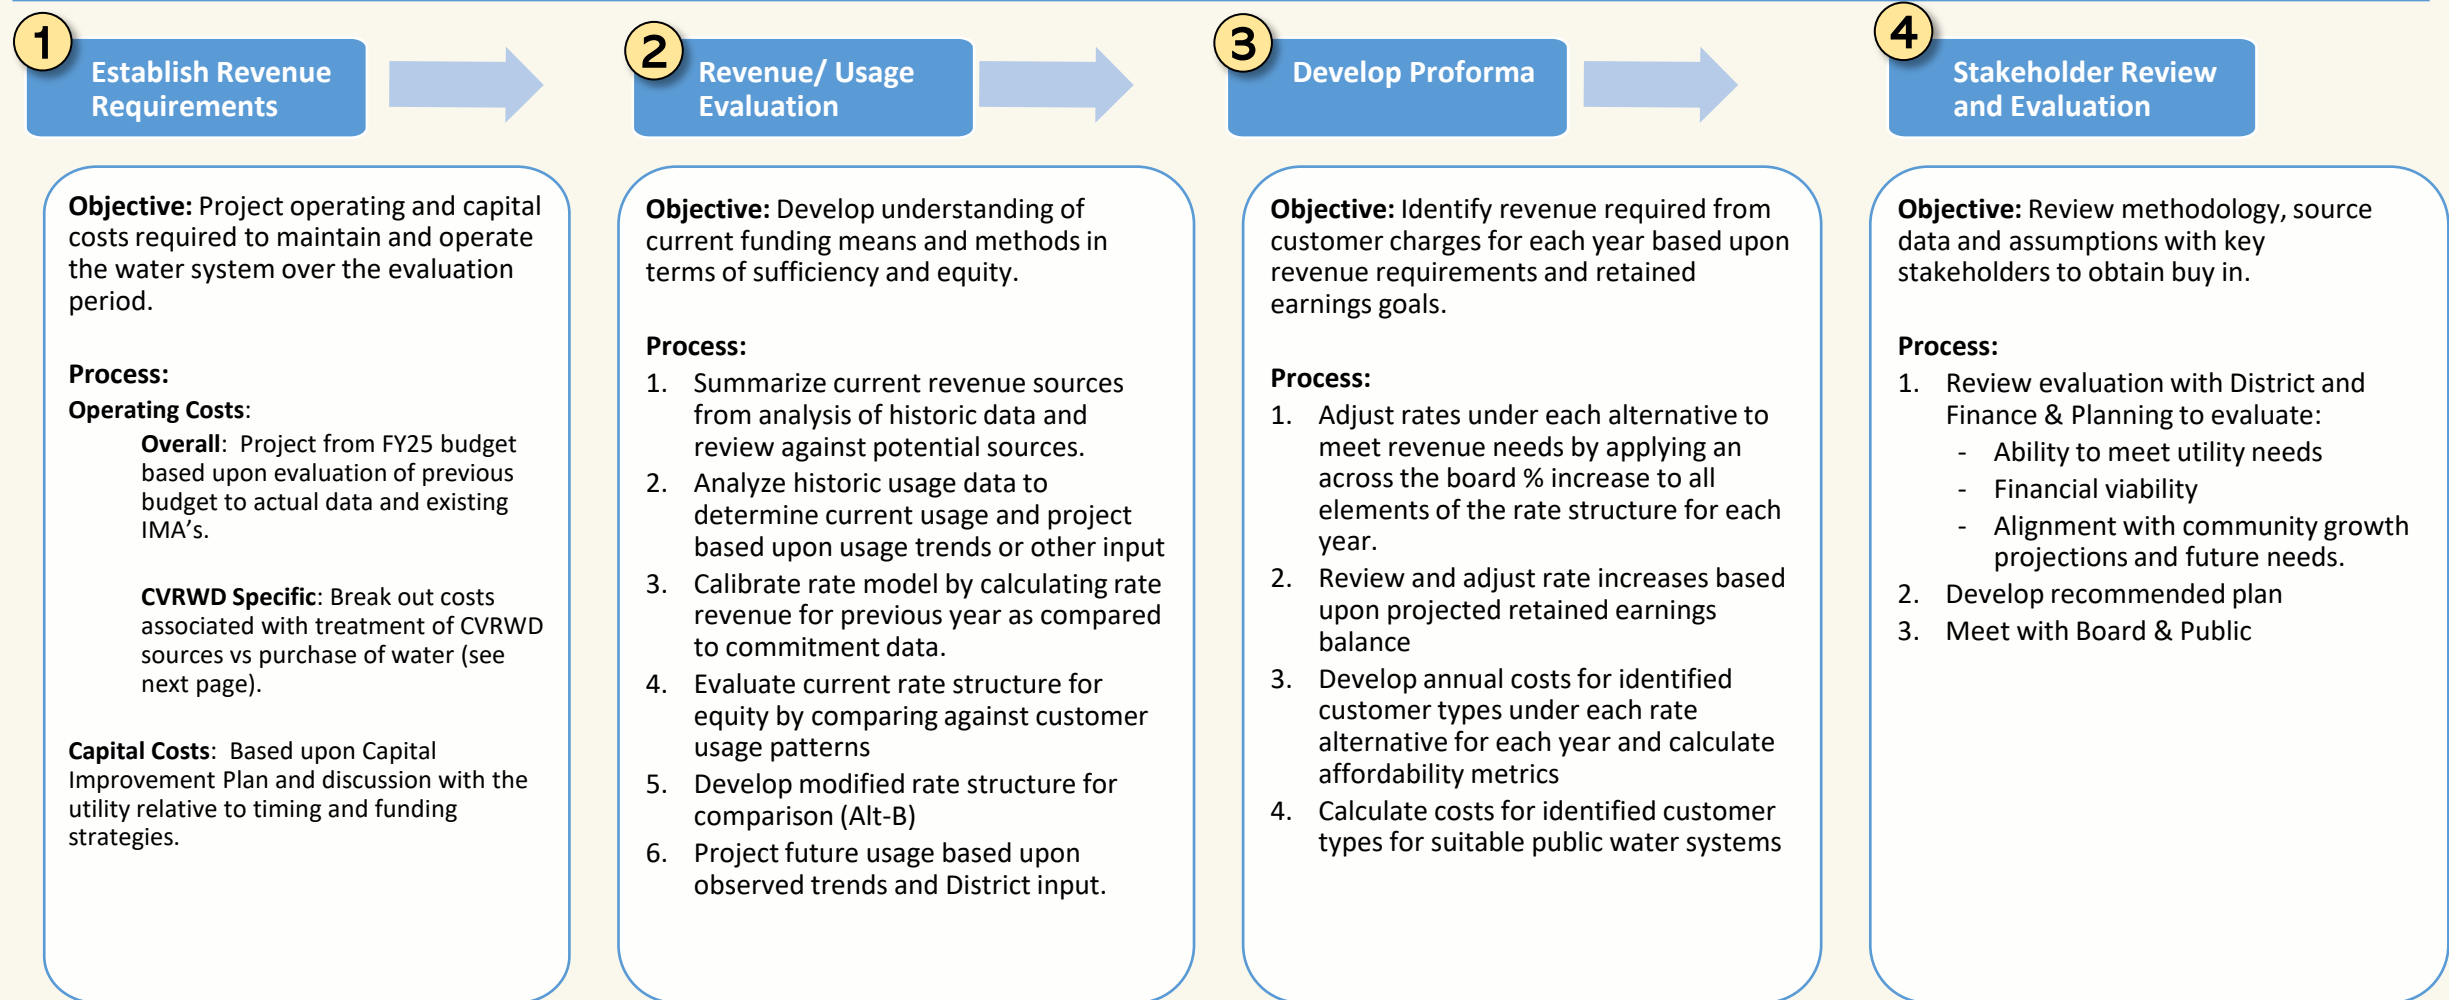 1
Establish Revenue
Requirements
Objective: Project operating and capital
costs required to maintain and operate
the water system over the evaluation
period.
Process:
Operating Costs:
Overall:  Project from FY25 budget
based upon evaluation of previous
budget to actual data and existing
IMA’s.
CVRWD Specific: Break out costs
associated with treatment of CVRWD
sources vs purchase of water (see
next page).
Capital Costs:  Based upon Capital
Improvement Plan and discussion with the
utility relative to timing and funding
strategies.
2
Revenue/ Usage
Evaluation
Objective: Develop understanding of
current funding means and methods in
terms of sufficiency and equity.
Process:
1. Summarize current revenue sources
from analysis of historic data and
review against potential sources.
2. Analyze historic usage data to
determine current usage and project
based upon usage trends or other input
3. Calibrate rate model by calculating rate
revenue for previous year as compared
to commitment data.
4. Evaluate current rate structure for
equity by comparing against customer
usage patterns
5. Develop modified rate structure for
comparison (Alt-B)
6. Project future usage based upon
observed trends and District input.
3
Develop Proforma
Objective: Identify revenue required from
customer charges for each year based upon
revenue requirements and retained
earnings goals.
Process:
1. Adjust rates under each alternative to
meet revenue needs by applying an
across the board % increase to all
elements of the rate structure for each
year.
2. Review and adjust rate increases based
upon projected retained earnings
balance
3. Develop annual costs for identified
customer types under each rate
alternative for each year and calculate
affordability metrics
4. Calculate costs for identified customer
types for suitable public water systems
4
Stakeholder Review
and Evaluation
Objective: Review methodology, source
data and assumptions with key
stakeholders to obtain buy in.
Process:
1. Review evaluation with District and
Finance & Planning to evaluate:
- Ability to meet utility needs
- Financial viability
- Alignment with community growth
projections and future needs.
2. Develop recommended plan
3. Meet with Board & Public